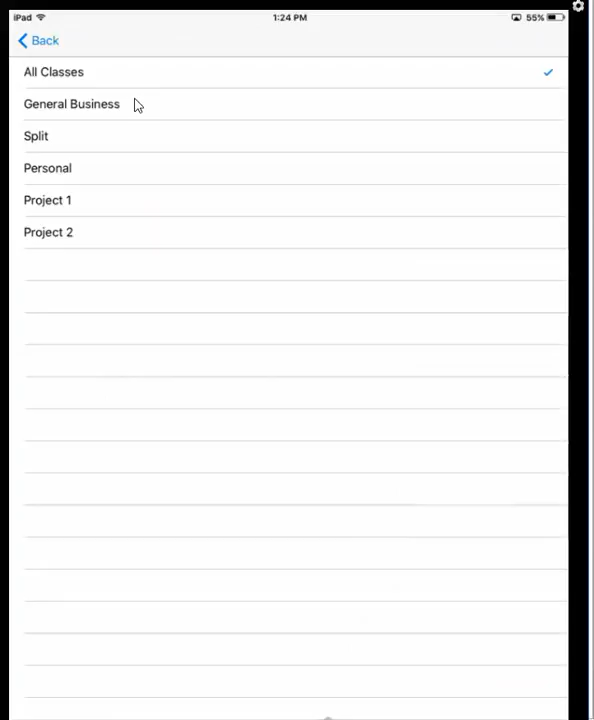 iPad 1:24 PM 55%
Back
All Classes
General Business
Split
Personal
Project 1
Project 2